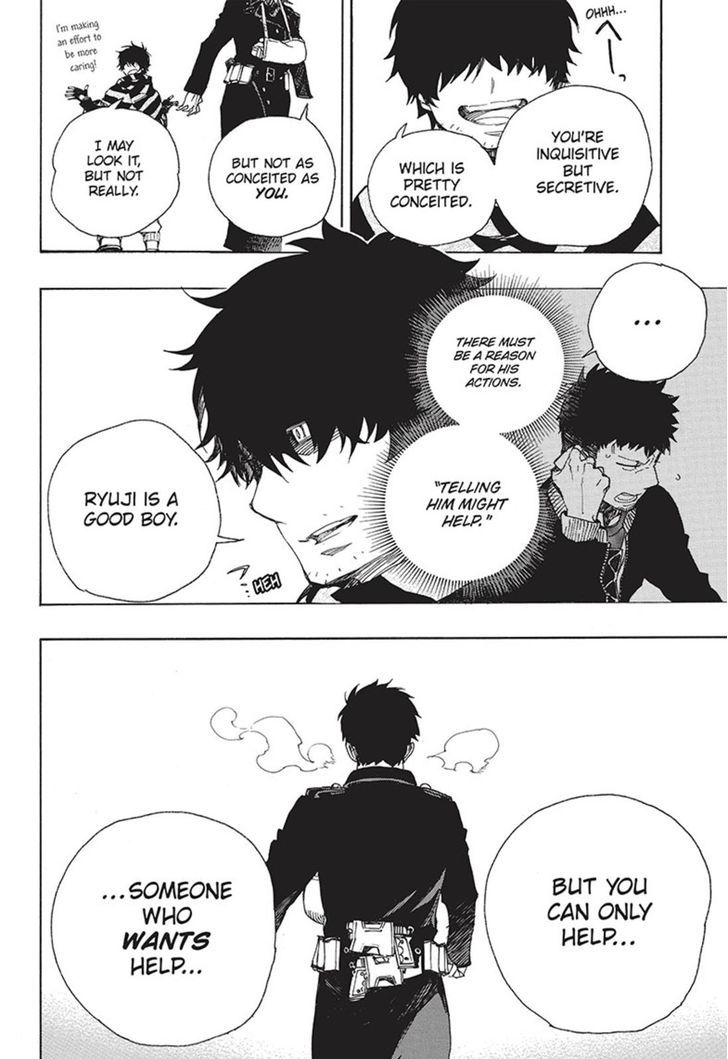 OHHH...
YOU'RE
INQUISITIVE
BUT
SECRETIVE.
WHICH IS
PRETTY
CONCEITED.
BUT NOT AS
CONCEITED AS
YOU.
I'm making
an effort to
be more
caring!
I MAY
LOOK IT,
BUT NOT
REALLY.
...
THERE MUST
BE A REASON
FOR HIS
ACTIONS.
"TELLING
HIM MIGHT
HELP."
RYUJI IS A
GOOD BOY.
HEH
BUT YOU
CAN ONLY
HELP...
...SOMEONE
WHO
WANTS
HELP...